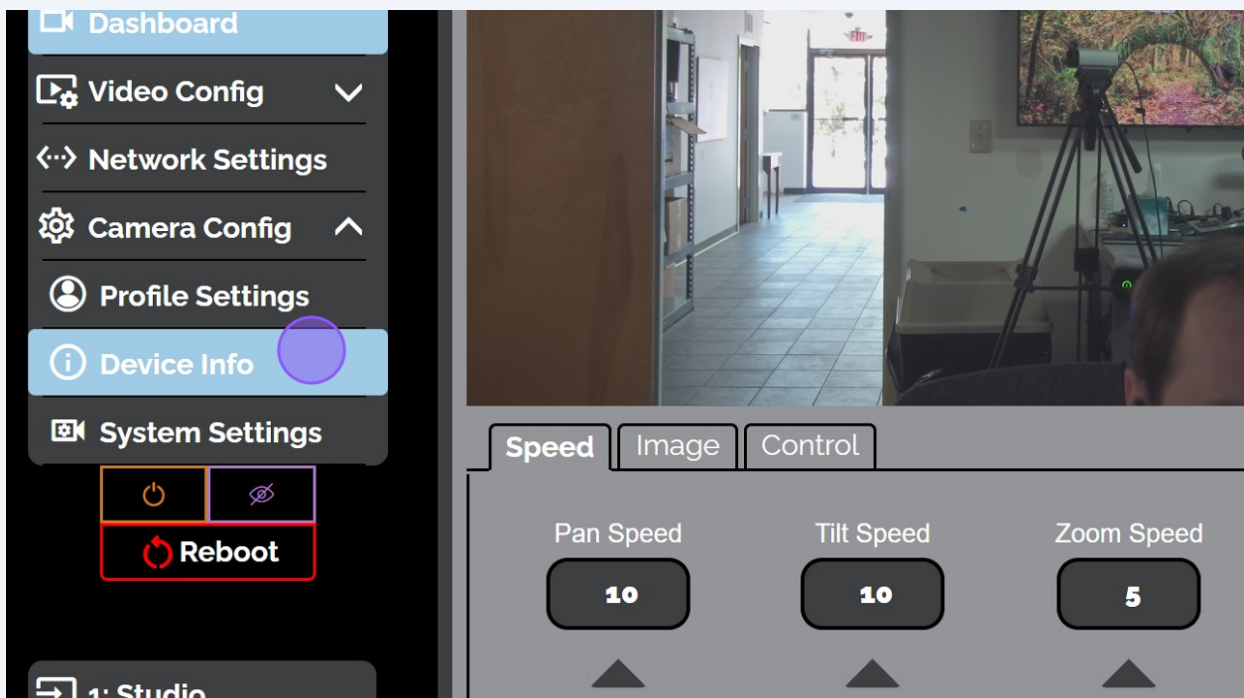 Dashboard
Video Config
Network Settings
Camera Config
Profile Settings
Device Info
System Settings
Reboot
1: Studio
EXIT
Speed
Image
Control
Pan Speed
Tilt Speed
Zoom Speed
10
10
5